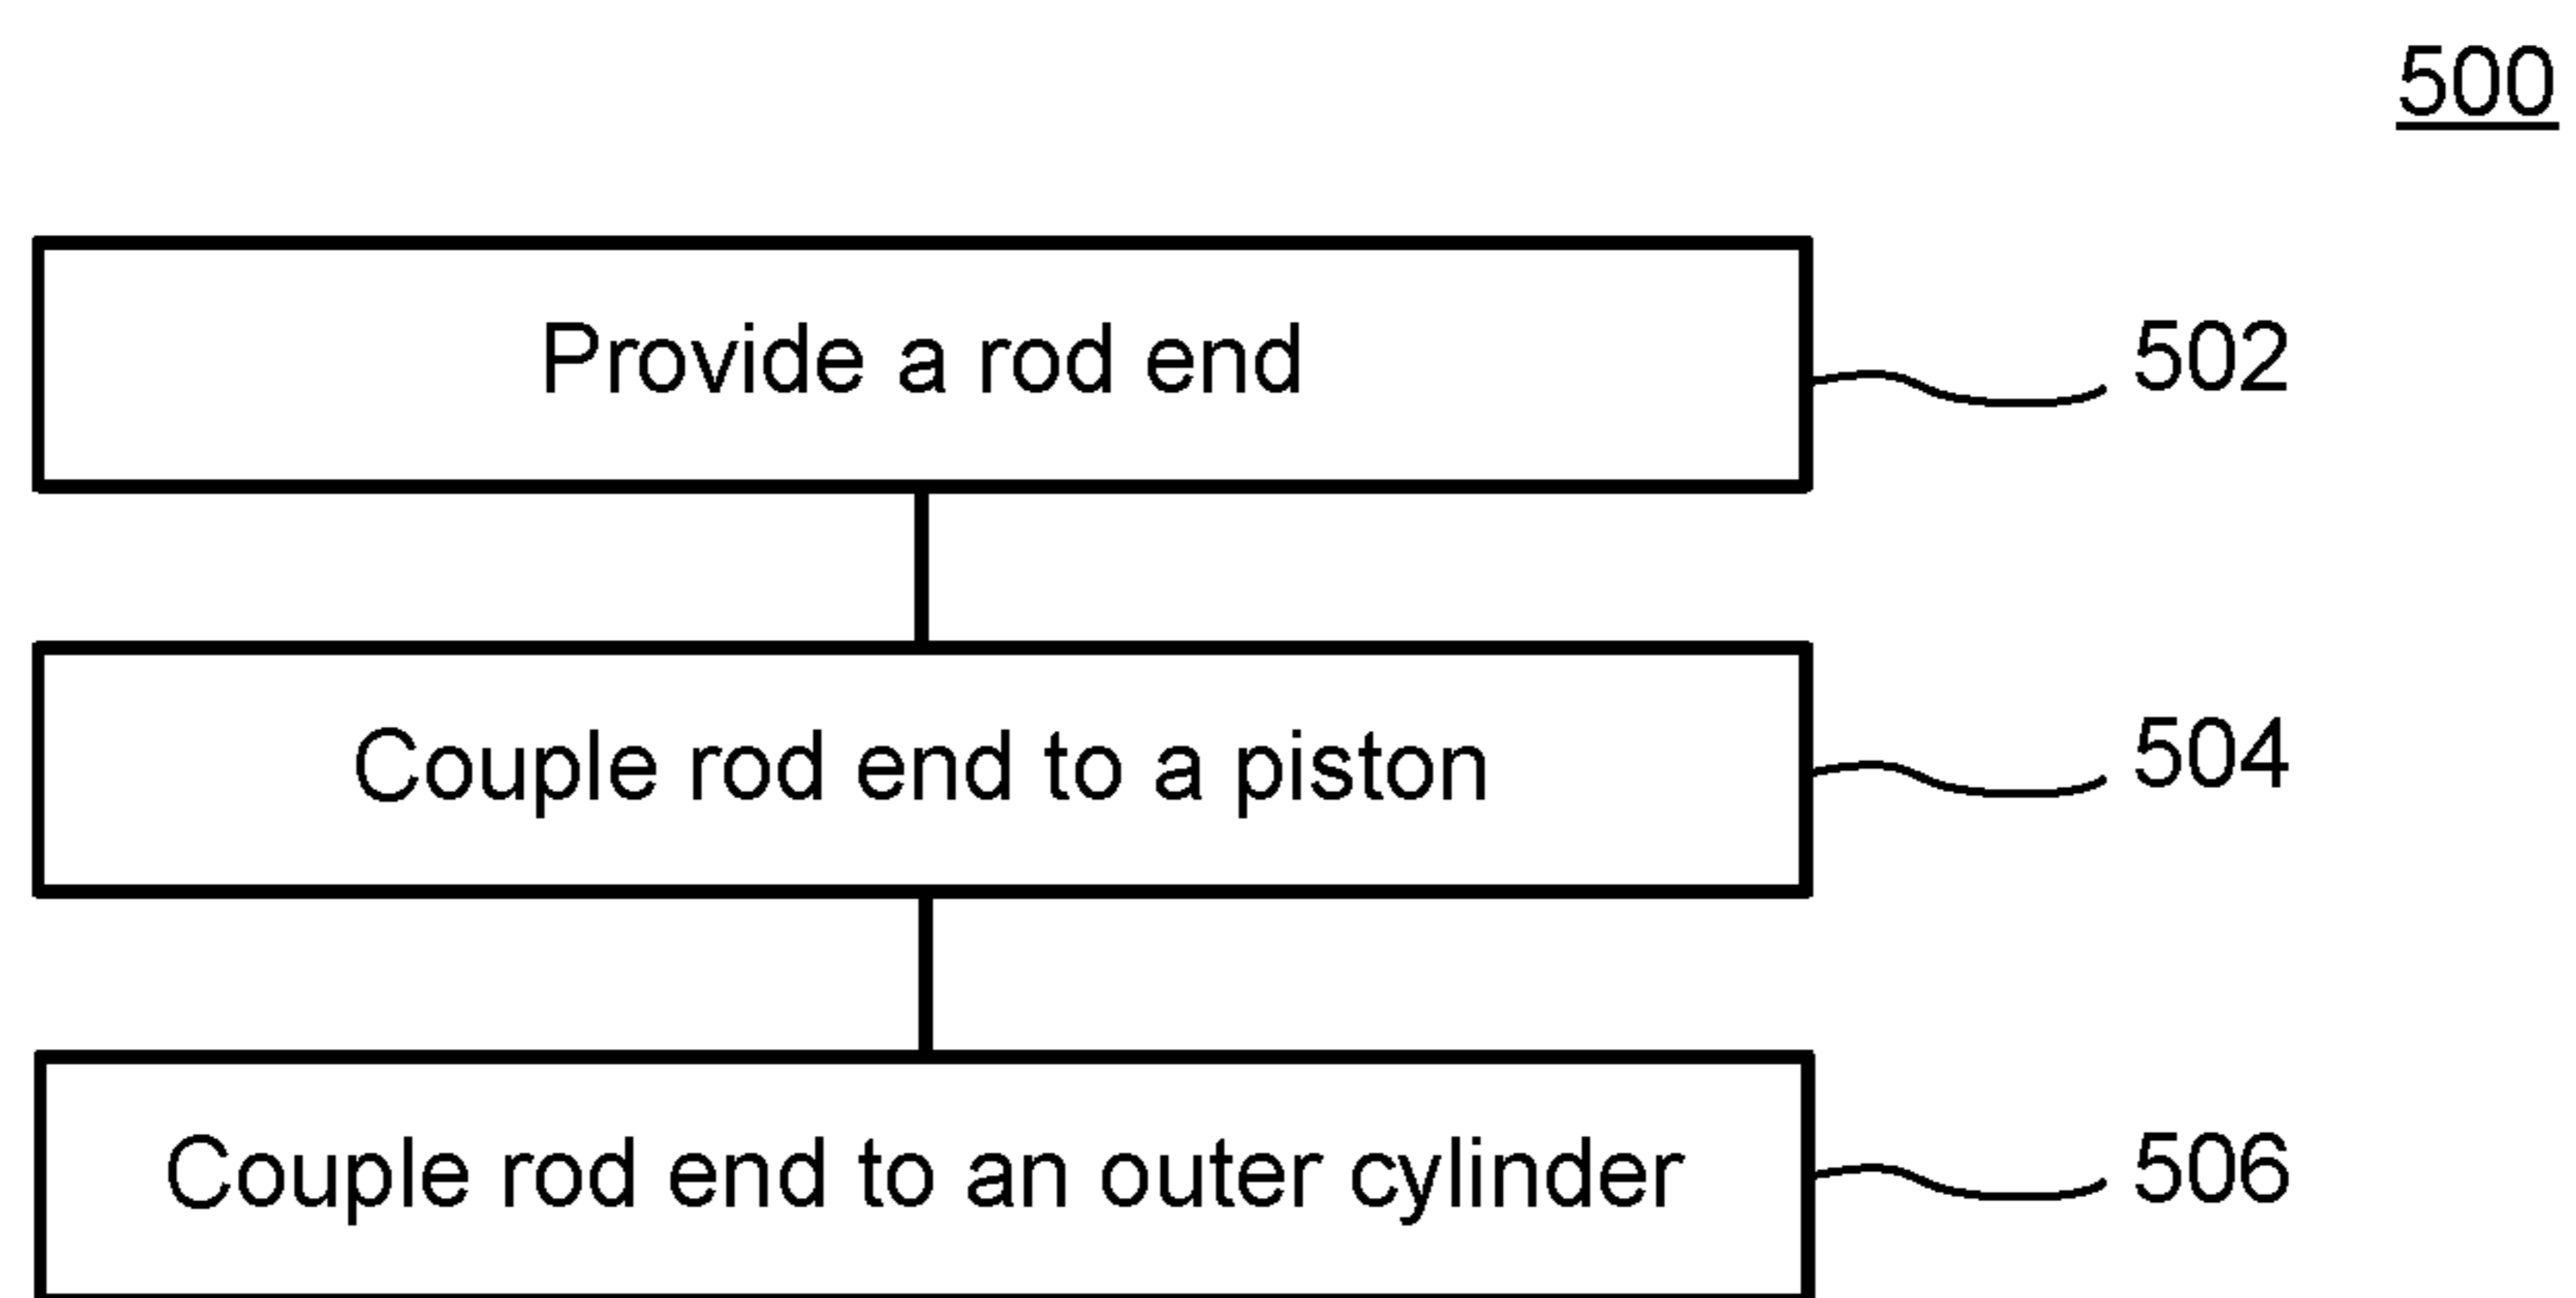 500
Provide a rod end
502
Couple rod end to a piston
504
Couple rod end to an outer cylinder
506